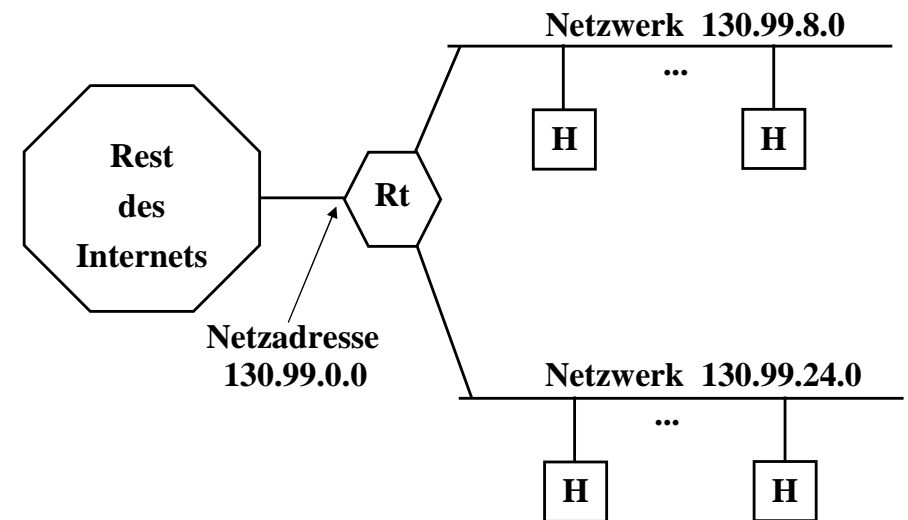 Netzwerk 130.99.8.0
...
H
H
Rest
des
Internets
Rt
Netzadresse
130.99.0.0
Netzwerk 130.99.24.0
...
H
H